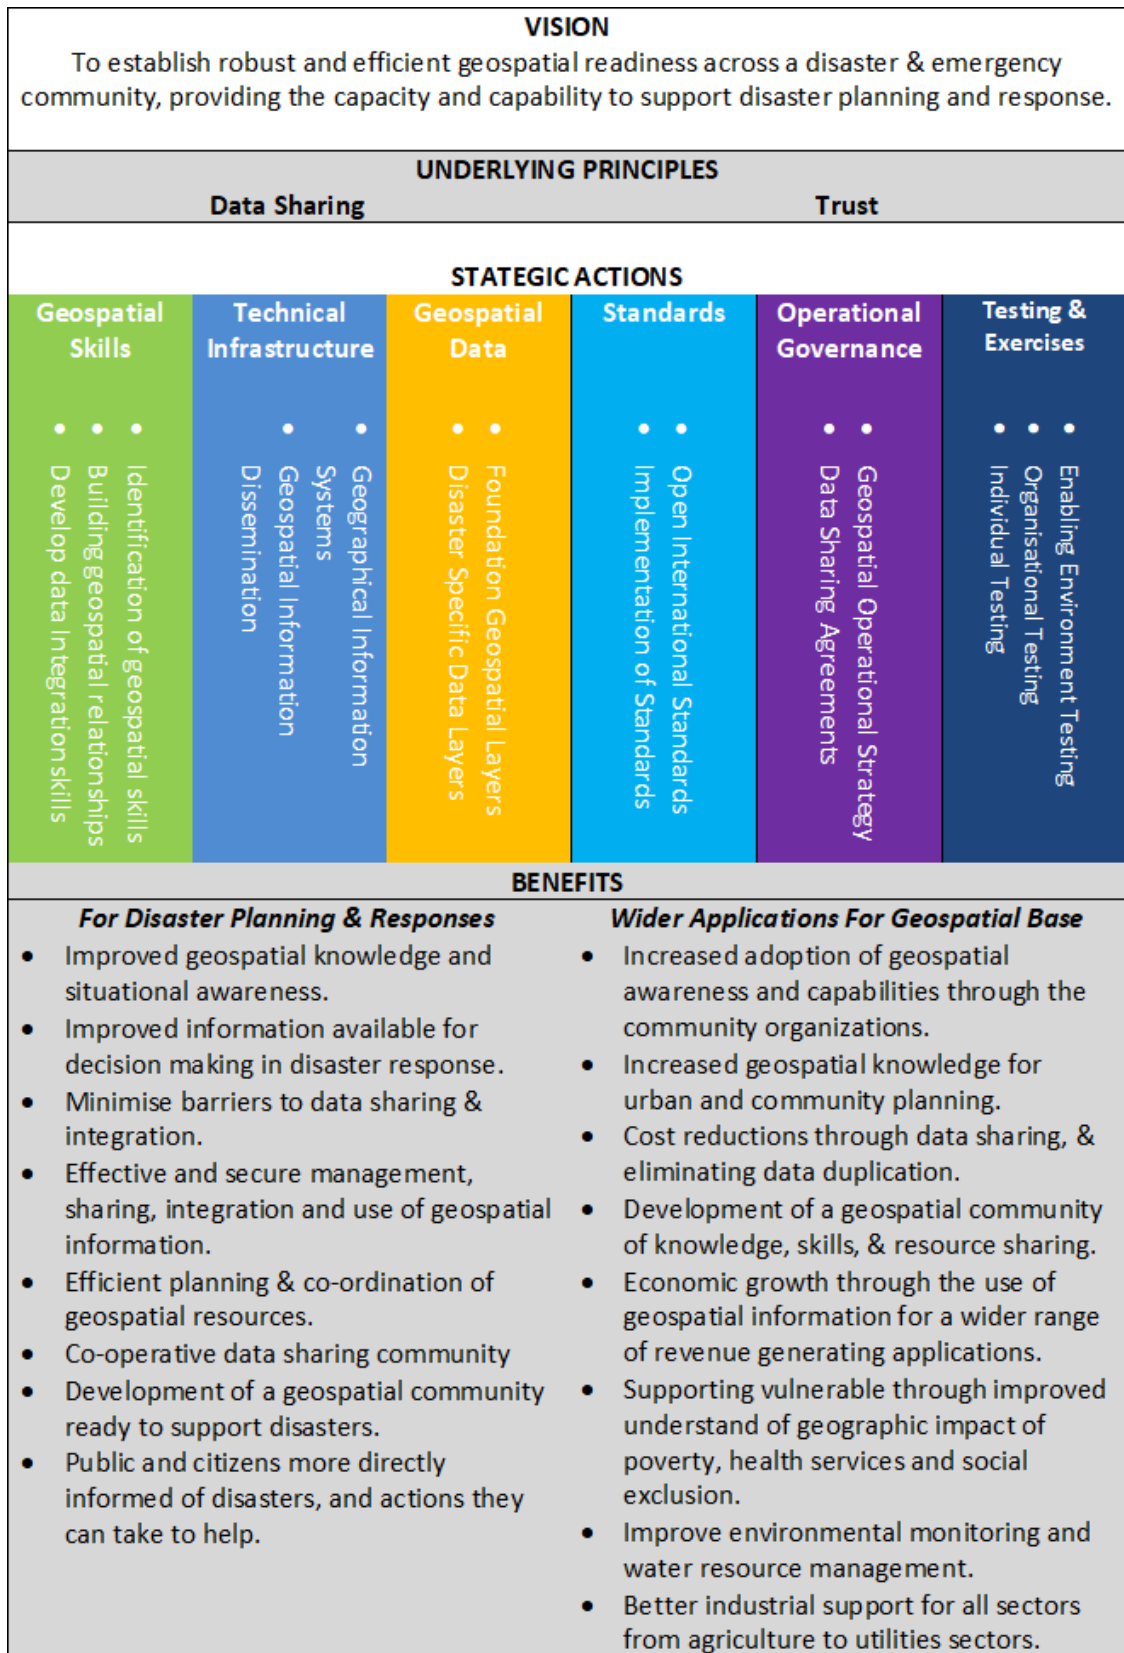 VISION
To establish robust and efficient geospatial readiness across a disaster & emergency
community, providing the capacity and capability to support disaster planning and response.
UNDERLYING PRINCIPLES
Data Sharing Trust
STATEGIC ACTIONS
Geospatial
Skills
• Identification of geospatial skills
• Building geospatial relationships
• Develop data Integration skills
Technical
Infrastructure
• Geographical Information
Systems
• Geospatial Information
Dissemination
Geospatial
Data
• Foundation Geospatial Layers
• Disaster Specific Data Layers
Standards
• Open International Standards
• Implementation of Standards
Operational
Governance
• Geospatial Operational Strategy
• Data Sharing Agreements
Testing &
Exercises
• Enabling Environment Testing
• Organisational Testing
• Individual Testing
BENEFITS
For Disaster Planning & Responses
• Improved geospatial knowledge and
situational awareness.
• Improved information available for
decision making in disaster response.
• Minimise barriers to data sharing &
integration.
• Effective and secure management,
sharing, integration and use of geospatial
information.
• Efficient planning & co-ordination of
geospatial resources.
• Co-operative data sharing community
• Development of a geospatial community
ready to support disasters.
• Public and citizens more directly
informed of disasters, and actions they
can take to help.
Wider Applications For Geospatial Base
• Increased adoption of geospatial
awareness and capabilities through the
community organizations.
• Increased geospatial knowledge for
urban and community planning.
• Cost reductions through data sharing, &
eliminating data duplication.
• Development of a geospatial community
of knowledge, skills, & resource sharing.
• Economic growth through the use of
geospatial information for a wider range
of revenue generating applications.
• Supporting vulnerable through improved
understand of geographic impact of
poverty, health services and social
exclusion.
• Improve environmental monitoring and
water resource management.
• Better industrial support for all sectors
from agriculture to utilities sectors.